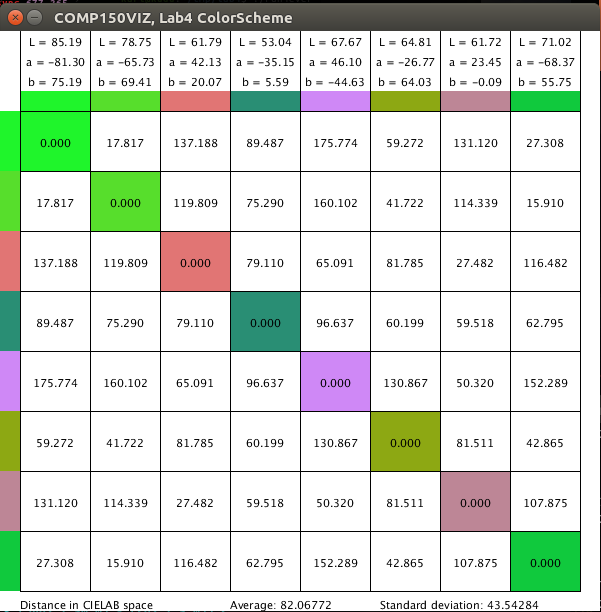 COMP150VIZ, Lab4 ColorScheme
L = 85.19 L = 78.75 L = 61.79 L = 53.04 L = 67.67 L = 64.81 L = 61.72 L = 71.02
a = -81.30 a = -65.73 a = 42.13 a = -35.15 a = 46.10 a = -26.77 a = 23.45 a = -68.37
b = 75.19 b = 69.41 b = 20.07 b = 5.59 b = -44.63 b = 64.03 b = -0.09 b = 55.75
0.000 17.817 137.188 89.487 175.774 59.272 131.120 27.308
17.817 0.000 119.809 75.290 160.102 41.722 114.339 15.910
137.188 119.809 0.000 79.110 65.091 81.785 27.482 116.482
89.487 75.290 79.110 0.000 96.637 60.199 59.518 62.795
175.774 160.102 65.091 96.637 0.000 130.867 50.320 152.289
59.272 41.722 81.785 60.199 130.867 0.000 81.511 42.865
131.120 114.339 27.482 59.518 50.320 81.511 0.000 107.875
27.308 15.910 116.482 62.795 152.289 42.865 107.875 0.000
Distance in CIELAB space Average: 82.06772 Standard deviation: 43.54284